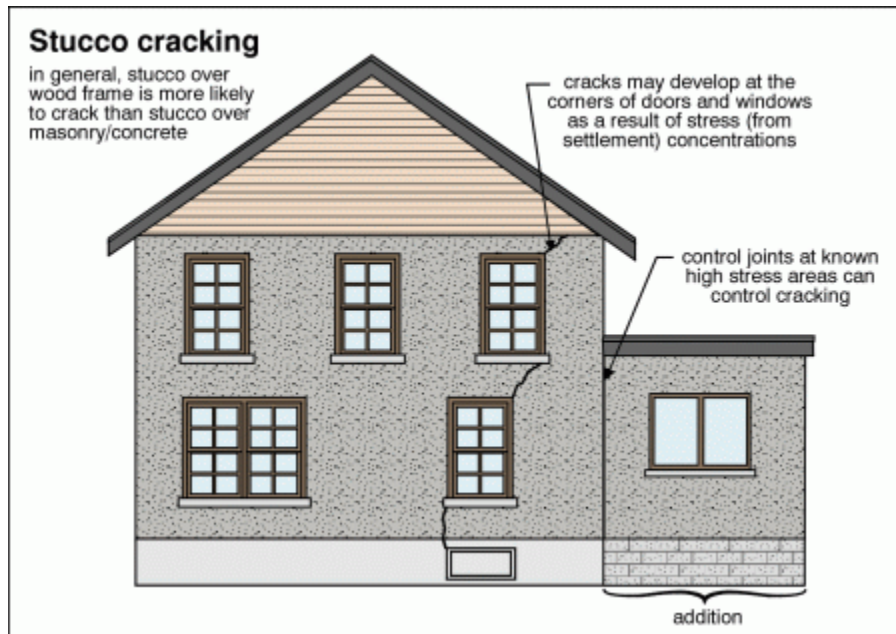 Stucco cracking
in general, stucco over
wood frame is more likely
to crack than stucco over
masonry/concrete
cracks may develop at the
corners of doors and windows
as a result of stress (from
settlement) concentrations
control joints at known
high stress areas can
control cracking
addition